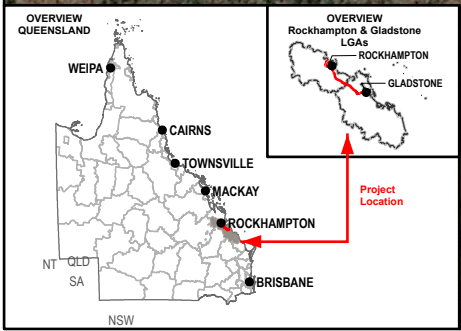 OVERVIEW
QUEENSLAND
WEIPA
CAIRNS
TOWNSVILLE
MACKAY
ROCKHAMPTON
BRISBANE
NT
QLD
SA
NSW
OVERVIEW
Rockhampton & Gladstone
LGAs
ROCKHAMPTON
GLADSTONE
Project
Location